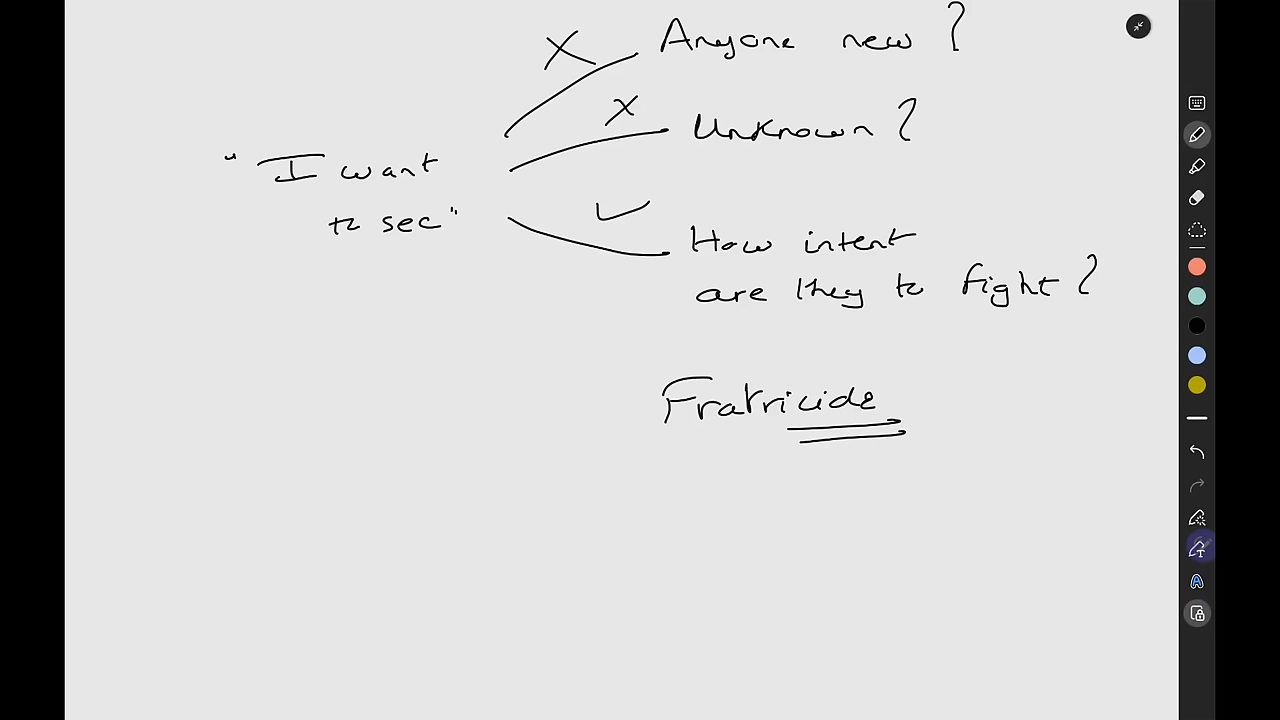 X Anyone new ?
X Unknown ?
"I want
to see"
✓ How intent
are they to fight ?
Fratricide